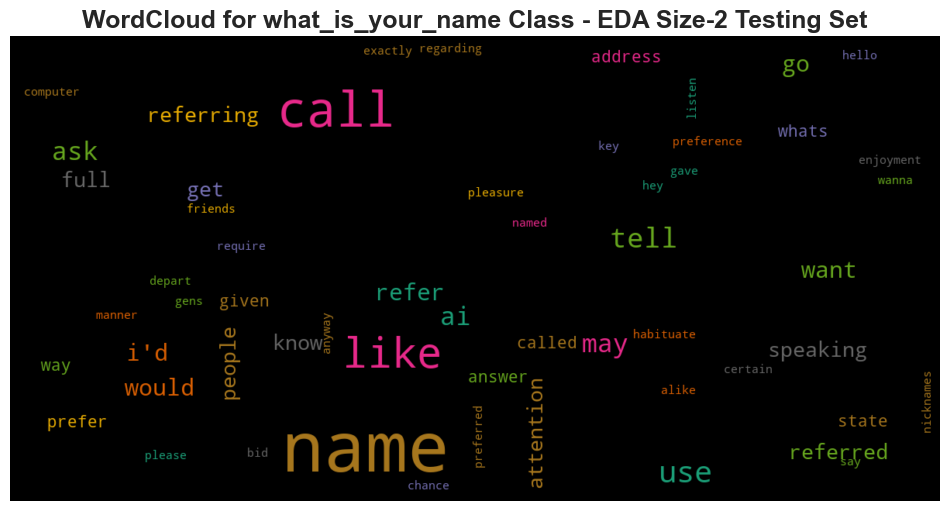 WordCloud for what_is_your_name Class - EDA Size-2 Testing Set
exactly
regarding
hello
address
go
computer
listen
call
referring
whats
key
preference
ask
enjoyment
full
gave
wanna
hey
get
pleasure
friends
named
tell
require
want
depart
refer
gens
given
manner
ai
anyway
habituate
know
called
may
i'd
like
speaking
people
way
certain
answer
would
alike
nicknames
attention
prefer
preferred
state
name
please
bid
referred
say
use
chance